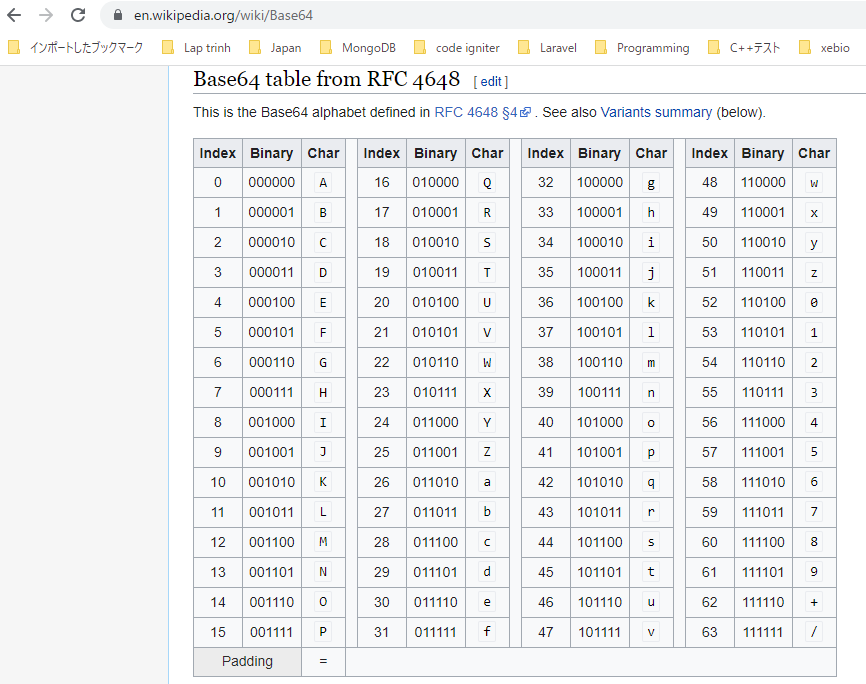 en.wikipedia.org/wiki/Base64
インポートしたブックマーク Lap trinh Japan MongoDB code igniter Laravel Programming C++テスト xebio
Base64 table from RFC 4648 [ edit ]
This is the Base64 alphabet defined in RFC 4648 §4 . See also Variants summary (below).
Index Binary Char Index Binary Char Index Binary Char Index Binary Char
0 000000 A 16 010000 Q 32 100000 g 48 110000 w
1 000001 B 17 010001 R 33 100001 h 49 110001 x
2 000010 C 18 010010 S 34 100010 i 50 110010 y
3 000011 D 19 010011 T 35 100011 j 51 110011 z
4 000100 E 20 010100 U 36 100100 k 52 110100 0
5 000101 F 21 010101 V 37 100101 l 53 110101 1
6 000110 G 22 010110 W 38 100110 m 54 110110 2
7 000111 H 23 010111 X 39 100111 n 55 110111 3
8 001000 I 24 011000 Y 40 101000 o 56 111000 4
9 001001 J 25 011001 Z 41 101001 p 57 111001 5
10 001010 K 26 011010 a 42 101010 q 58 111010 6
11 001011 L 27 011011 b 43 101011 r 59 111011 7
12 001100 M 28 011100 c 44 101100 s 60 111100 8
13 001101 N 29 011101 d 45 101101 t 61 111101 9
14 001110 O 30 011110 e 46 101110 u 62 111110 +
15 001111 P 31 011111 f 47 101111 v 63 111111 /
Padding =